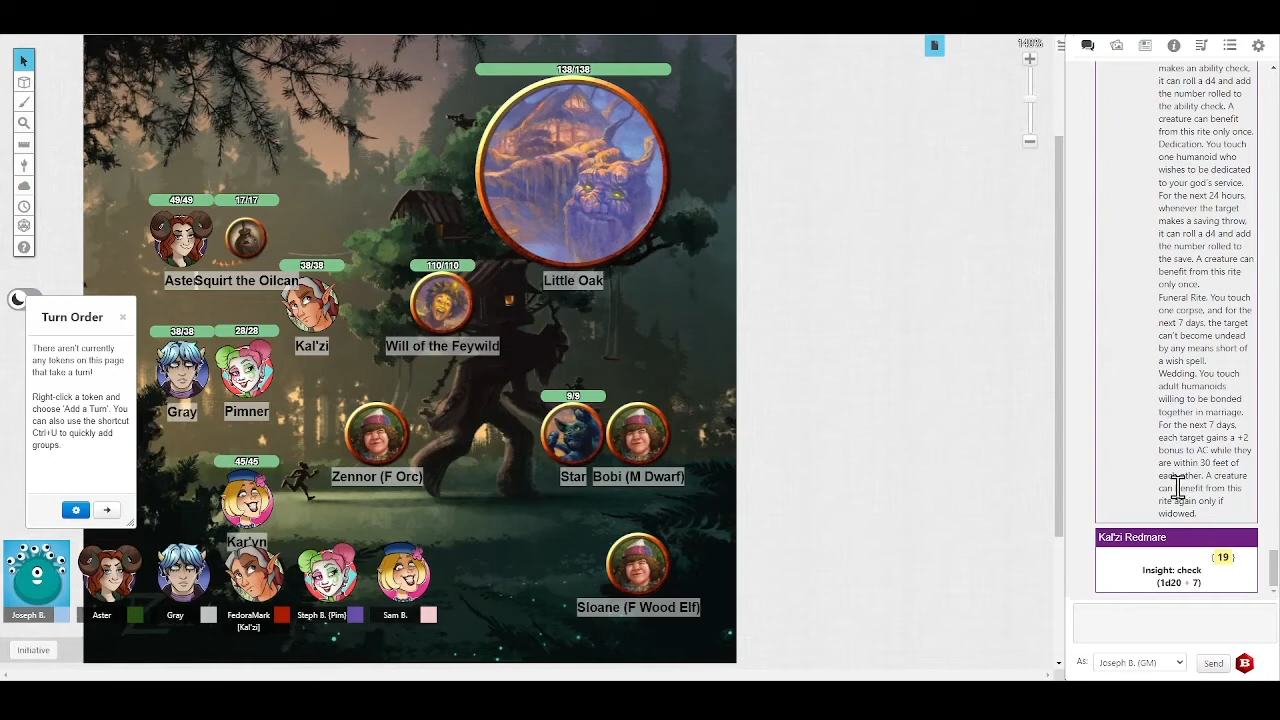 138/138
140%
49/49
17/17
Aste
Squirt the Oilcan
38/38
110/110
Little Oak
Kal'zi
Will of the Feywild
38/38
28/28
Gray
Pimner
9/9
Zennor (F Orc)
Star
Bobi (M Dwarf)
45/45
Kar'yn
Sloane (F Wood Elf)
Turn Order
There aren't currently
any tokens on this page
that take a turn!
Right-click a token and
choose 'Add a Turn'. You
can also use the shortcut
Ctrl+U to quickly add
groups.
Joseph B.
Aster
Gray
FedoraMark
[Kal'zi]
Steph B. (Pim)
Sam B.
Initiative
makes an ability check,
it can roll a d4 and add
the number rolled to
the ability check. A
creature can benefit
from this rite only once.
Dedication. You touch
one humanoid who
wishes to be dedicated
to your god's service.
For the next 24 hours,
whenever the target
makes a saving throw,
it can roll a d4 and add
the number rolled to
the save. A creature
can benefit from this
rite only once.
Funeral Rite. You touch
one corpse, and for the
next 7 days, the target
can't become undead
by any means short of
a wish spell.
Wedding. You touch
adult humanoids
willing to be bonded
together in marriage.
For the next 7 days,
each target gains a +2
bonus to AC while they
are within 30 feet of
each other. A creature
can benefit from this
rite again only if
widowed.
Kal'zi Redmare
19
Insight: check
(1d20 + 7)
As:
Joseph B. (GM)
Send